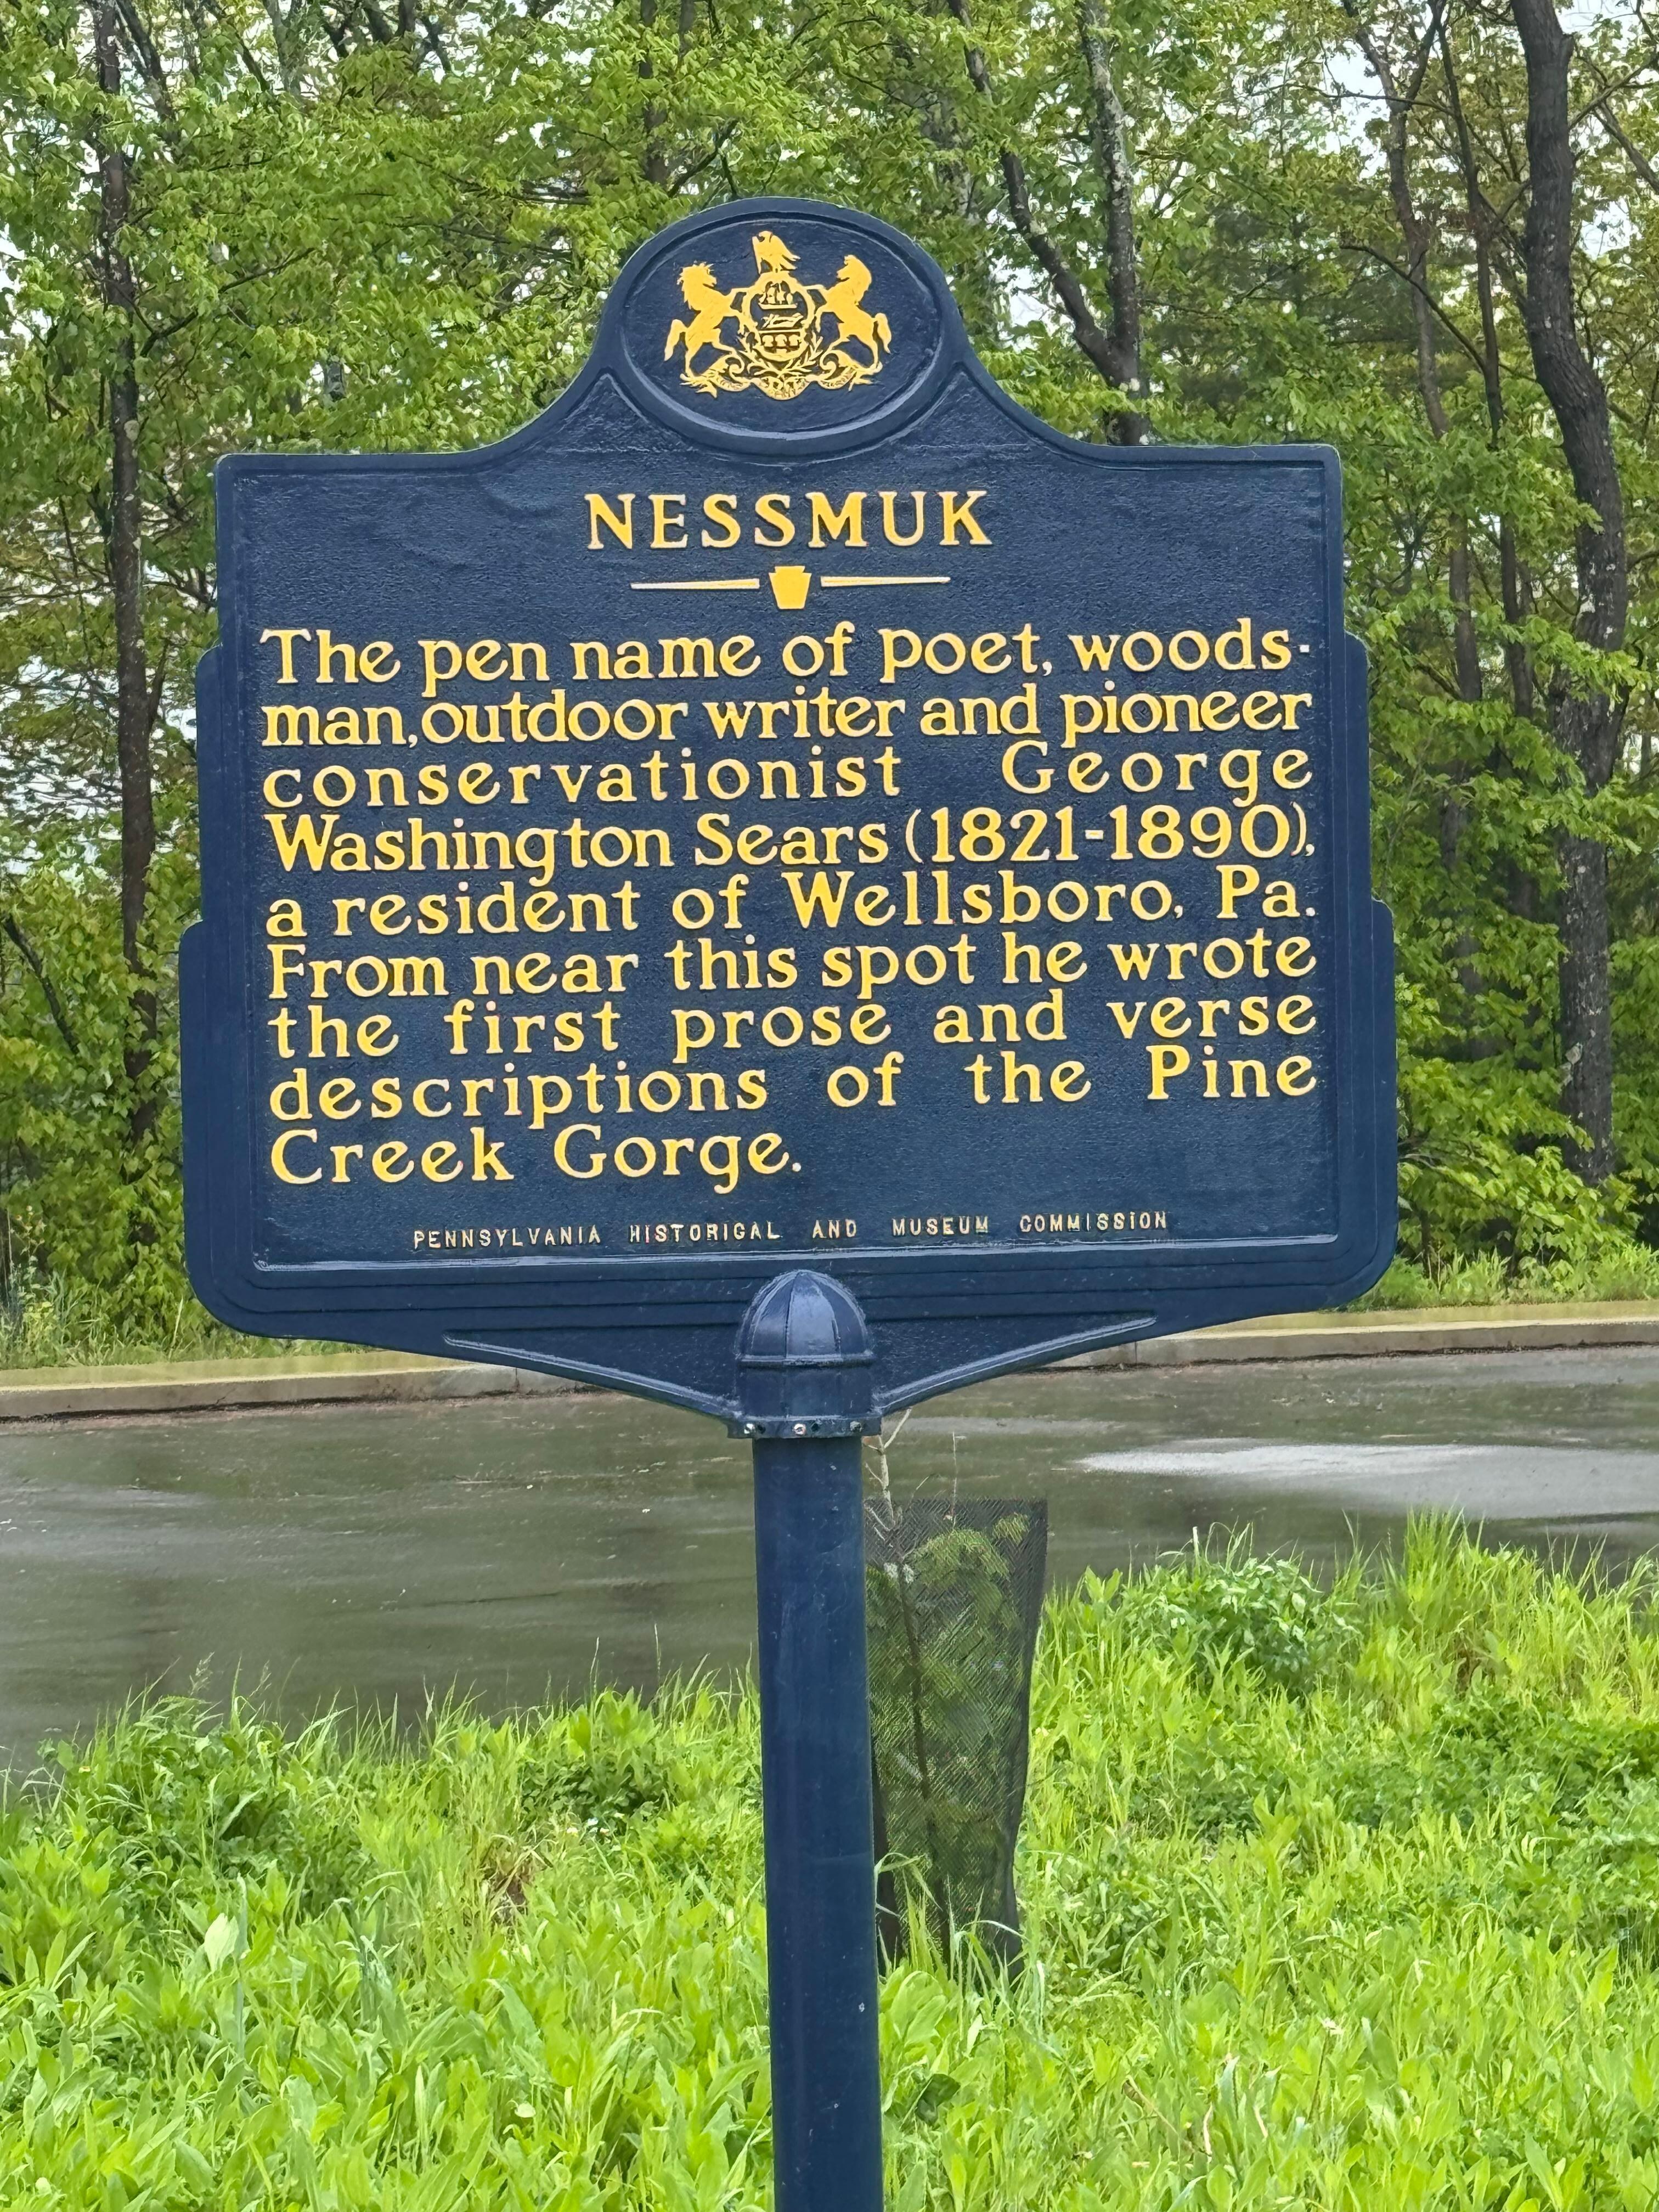 NESSMUK
The pen name of poet, woods-
man, outdoor writer and pioneer
conservationist George
Washington Sears (1821-1890),
a resident of Wellsboro, Pa.
From near this spot he wrote
the first prose and verse
descriptions of the Pine
Creek Gorge.
PENNSYLVANIA HISTORICAL AND MUSEUM COMMISSION